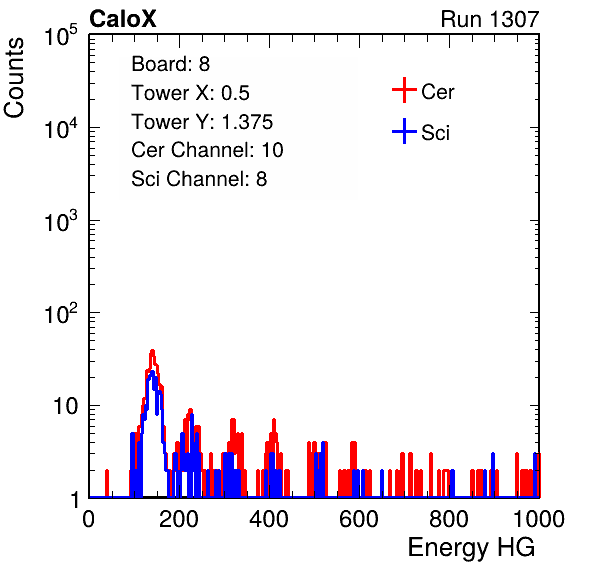 CaloX Run 1307
Counts
Board: 8
Tower X: 0.5
Tower Y: 1.375
Cer Channel: 10
Sci Channel: 8
Cer
Sci
10^5
10^4
10^3
10^2
10
1
0 200 400 600 800 1000
Energy HG